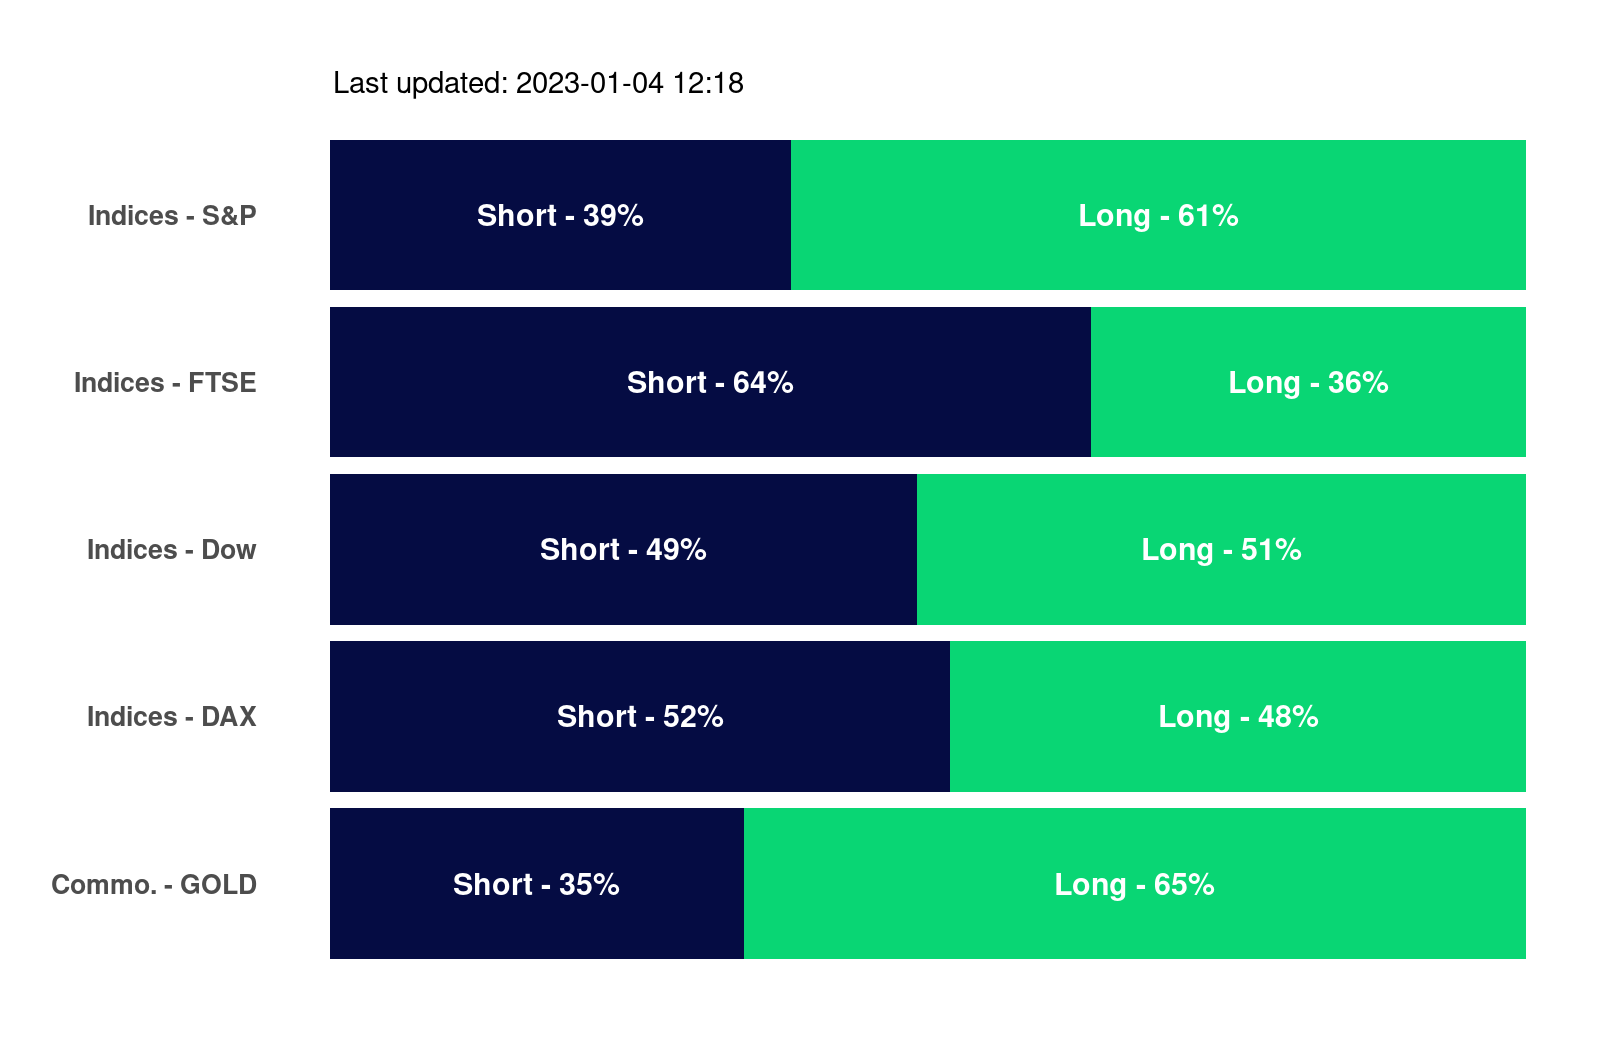 Last updated: 2023-01-04 12:18
Indices - S&P Short - 39% Long - 61%
Indices - FTSE Short - 64% Long - 36%
Indices - Dow Short - 49% Long - 51%
Indices - DAX Short - 52% Long - 48%
Commo. - GOLD Short - 35% Long - 65%